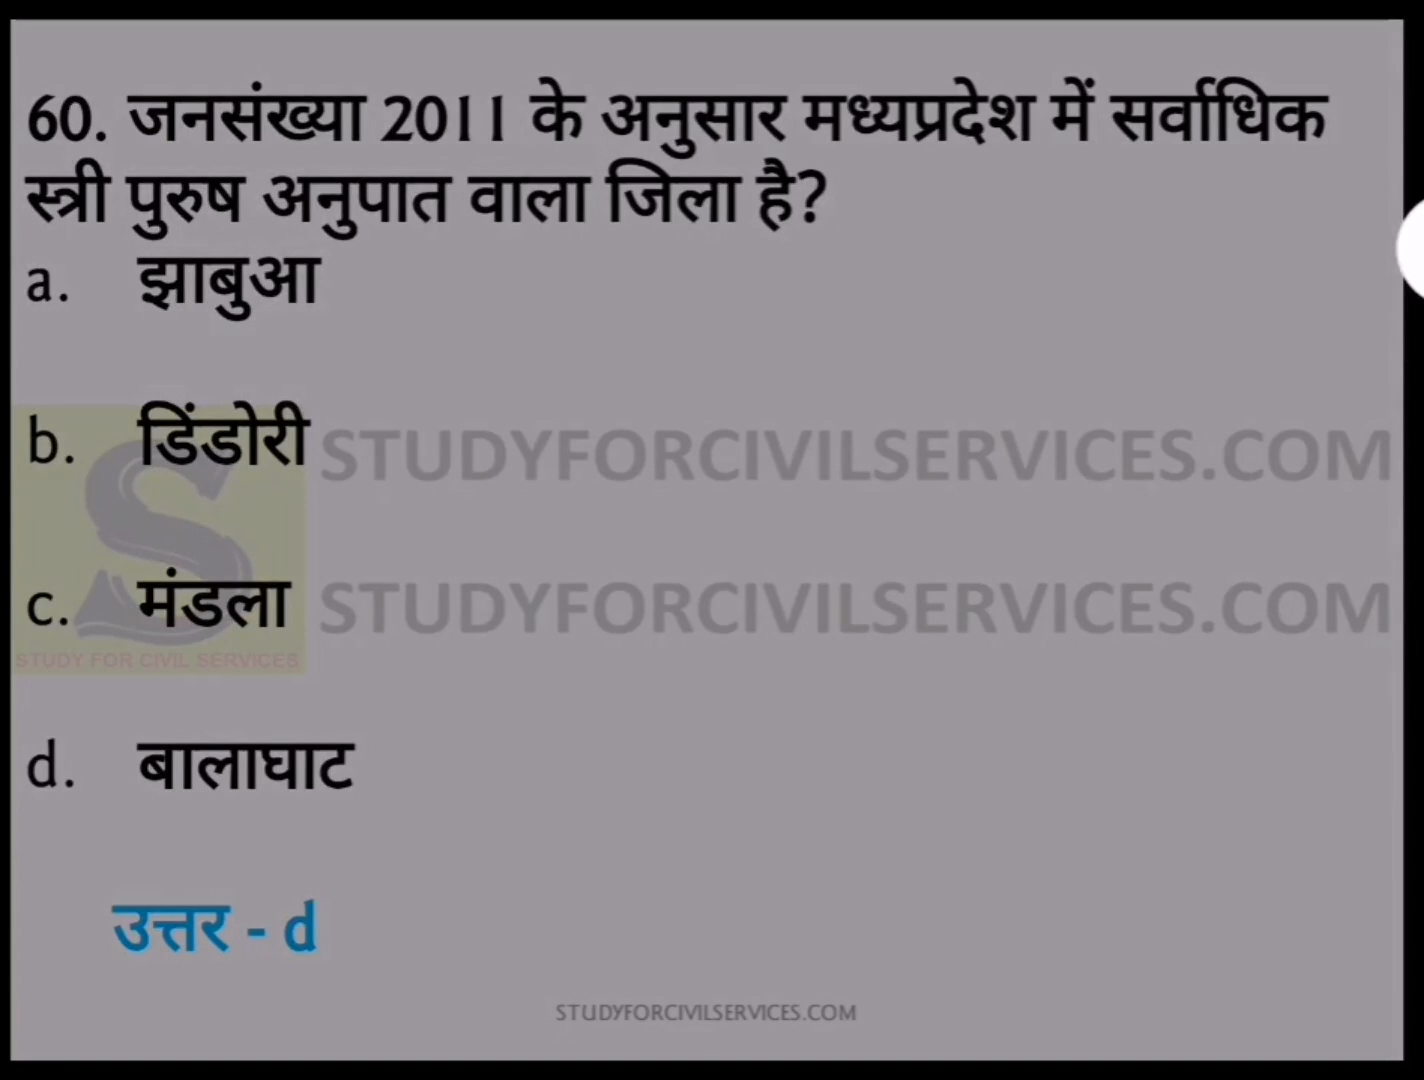 60. जनसंख्या 2011 के अनुसार मध्यप्रदेश में सर्वाधिक
स्त्री पुरुष अनुपात वाला जिला है?
a. झाबुआ
b. डिंडोरी
STUDYFORCIVILSERVICES.COM
c. मंडला
STUDYFORCIVILSERVICES.COM
STUDY FOR CIVIL SERVICES
d. बालाघाट
उत्तर - d
STUDYFORCIVILSERVICES.COM